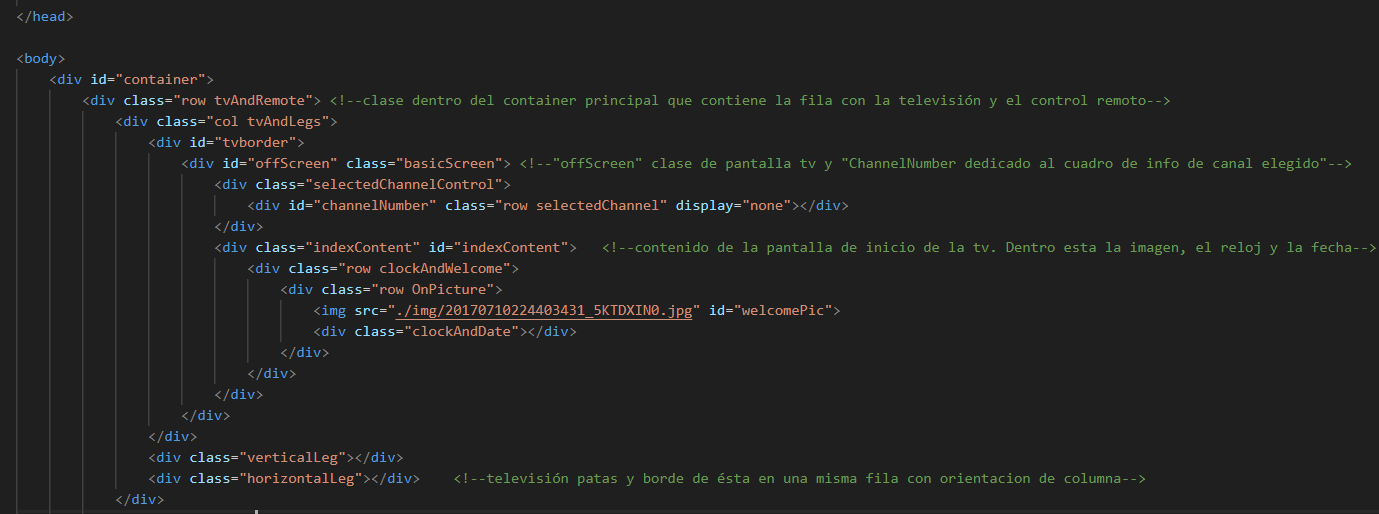 </head>
<body>
<div id="container">
<div class="row tvAndRemote"> <!--clase dentro del container principal que contiene la fila con la televisión y el control remoto-->
<div class="col tvAndLegs">
<div id="tvborder">
<div id="offScreen" class="basicScreen"> <!--"offScreen" clase de pantalla tv y "ChannelNumber dedicado al cuadro de info de canal elegido"-->
<div class="selectedChannelControl">
<div id="channelNumber" class="row selectedChannel" display="none"></div>
</div>
<div class="indexContent" id="indexContent"> <!--contenido de la pantalla de inicio de la tv. Dentro esta la imagen, el reloj y la fecha-->
<div class="row clockAndWelcome">
<div class="row OnPicture">
<img src="./img/20170710224403431_5KTDXIN0.jpg" id="welcomePic">
<div class="clockAndDate"></div>
</div>
</div>
</div>
</div>
</div>
<div class="verticalLeg"></div>
<div class="horizontalLeg"></div> <!--televisión patas y borde de ésta en una misma fila con orientacion de columna-->
</div>